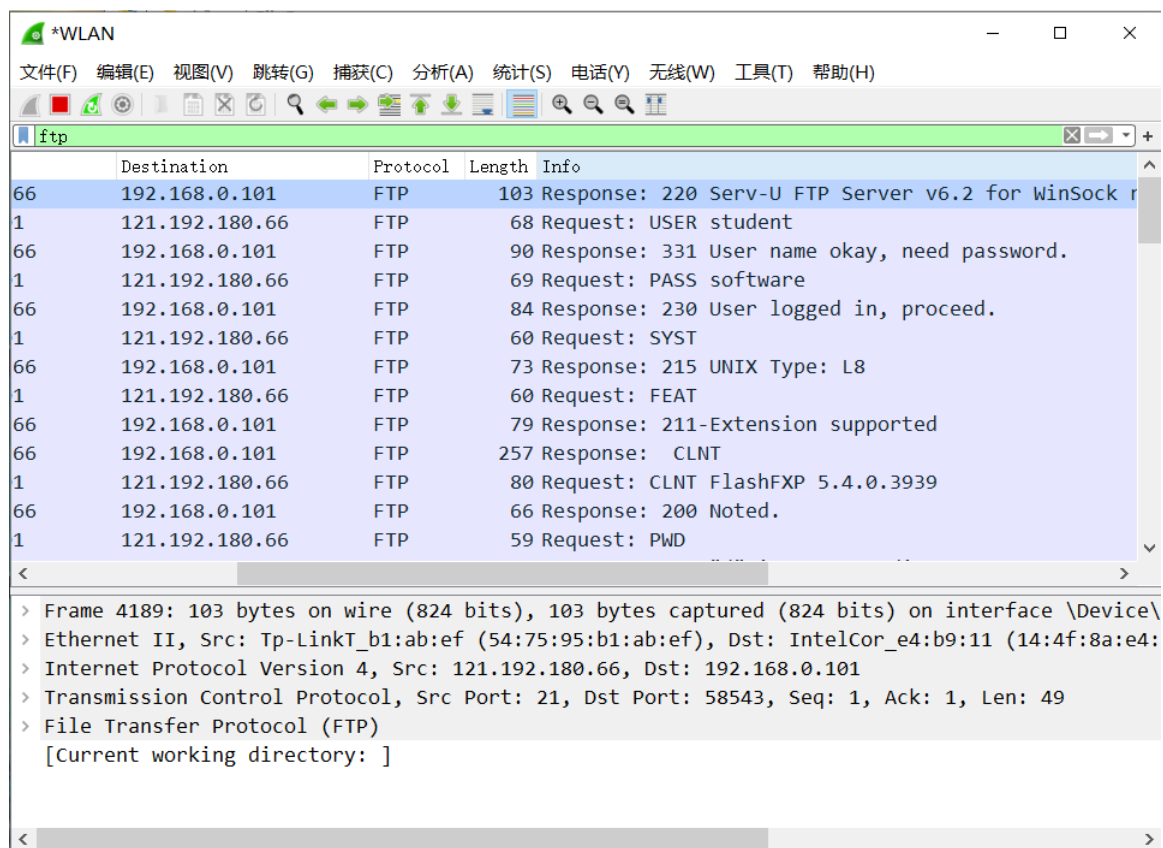 *WLAN
文件(F) 编辑(E) 视图(V) 跳转(G) 捕获(C) 分析(A) 统计(S) 电话(Y) 无线(W) 工具(T) 帮助(H)
ftp
Destination Protocol Length Info
66 192.168.0.101 FTP 103 Response: 220 Serv-U FTP Server v6.2 for WinSock r
1 121.192.180.66 FTP 68 Request: USER student
66 192.168.0.101 FTP 90 Response: 331 User name okay, need password.
1 121.192.180.66 FTP 69 Request: PASS software
66 192.168.0.101 FTP 84 Response: 230 User logged in, proceed.
1 121.192.180.66 FTP 60 Request: SYST
66 192.168.0.101 FTP 73 Response: 215 UNIX Type: L8
1 121.192.180.66 FTP 60 Request: FEAT
66 192.168.0.101 FTP 79 Response: 211-Extension supported
66 192.168.0.101 FTP 257 Response: CLNT
1 121.192.180.66 FTP 80 Request: CLNT FlashFXP 5.4.0.3939
66 192.168.0.101 FTP 66 Response: 200 Noted.
1 121.192.180.66 FTP 59 Request: PWD
Frame 4189: 103 bytes on wire (824 bits), 103 bytes captured (824 bits) on interface \Device\
Ethernet II, Src: Tp-LinkT_b1:ab:ef (54:75:95:b1:ab:ef), Dst: IntelCor_e4:b9:11 (14:4f:8a:e4:
Internet Protocol Version 4, Src: 121.192.180.66, Dst: 192.168.0.101
Transmission Control Protocol, Src Port: 21, Dst Port: 58543, Seq: 1, Ack: 1, Len: 49
File Transfer Protocol (FTP)
[Current working directory: ]